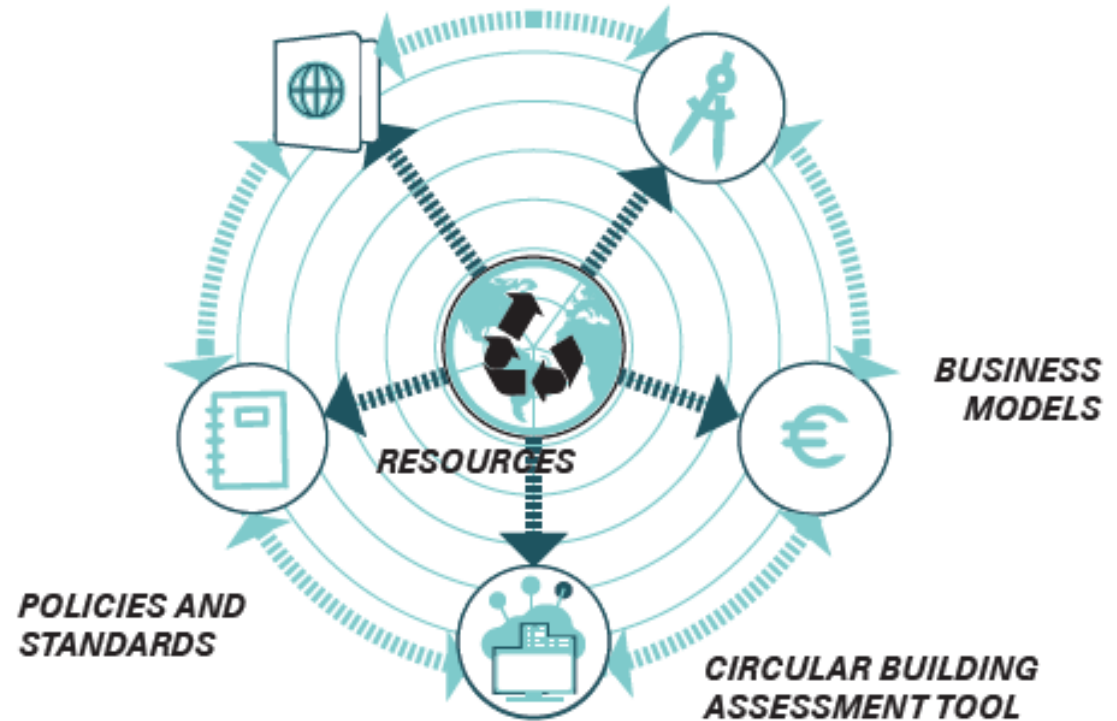 BUSINESS
MODELS
RESOURCES
POLICIES AND
STANDARDS
CIRCULAR BUILDING
ASSESSMENT TOOL